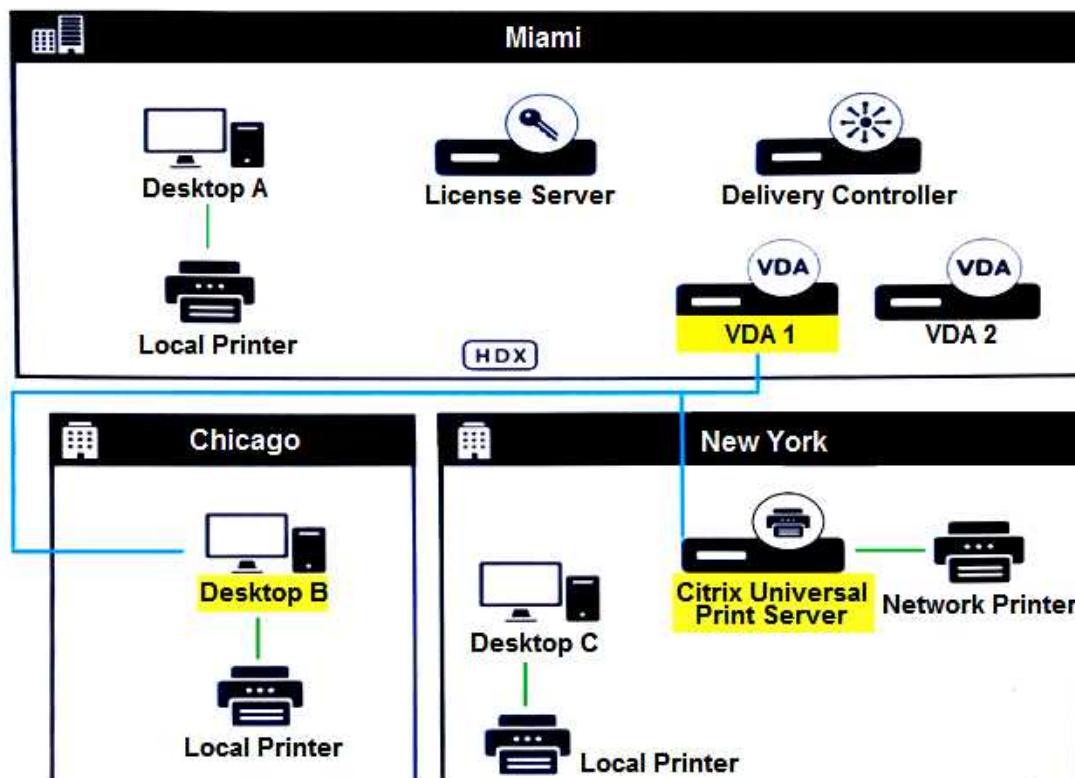 Miami
Desktop A
License Server
Delivery Controller
Local Printer
VDA
VDA
VDA 1
VDA 2
HDX
Chicago
New York
Desktop B
Citrix Universal
Print Server
Network Printer
Desktop C
Local Printer
Local Printer